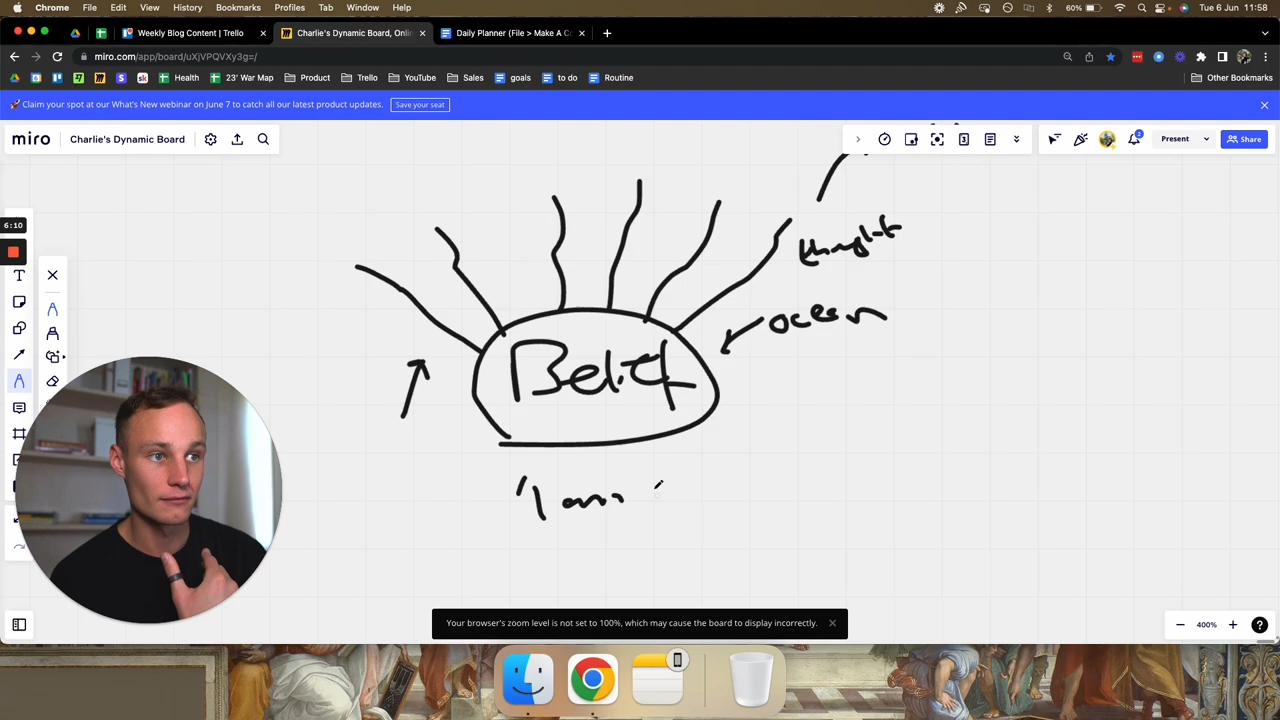 Chrome File Edit View History Bookmarks Profiles Tab Window Help 60% Tue 6 Jun 11:58
Weekly Blog Content | Trello Charlie's Dynamic Board, Onlin Daily Planner (File > Make A Co
miro.com/app/board/uXjVPQVXy3g=/
Health 23' War Map Product Trello YouTube Sales goals to do Routine Other Bookmarks
🚀 Claim your spot at our What's New webinar on June 7 to catch all our latest product updates. Save your seat
miro Charlie's Dynamic Board 3 2 Present Share
6:10
T
thought
ocean
Belief
"I am
Your browser's zoom level is not set to 100%, which may cause the board to display incorrectly.
400%